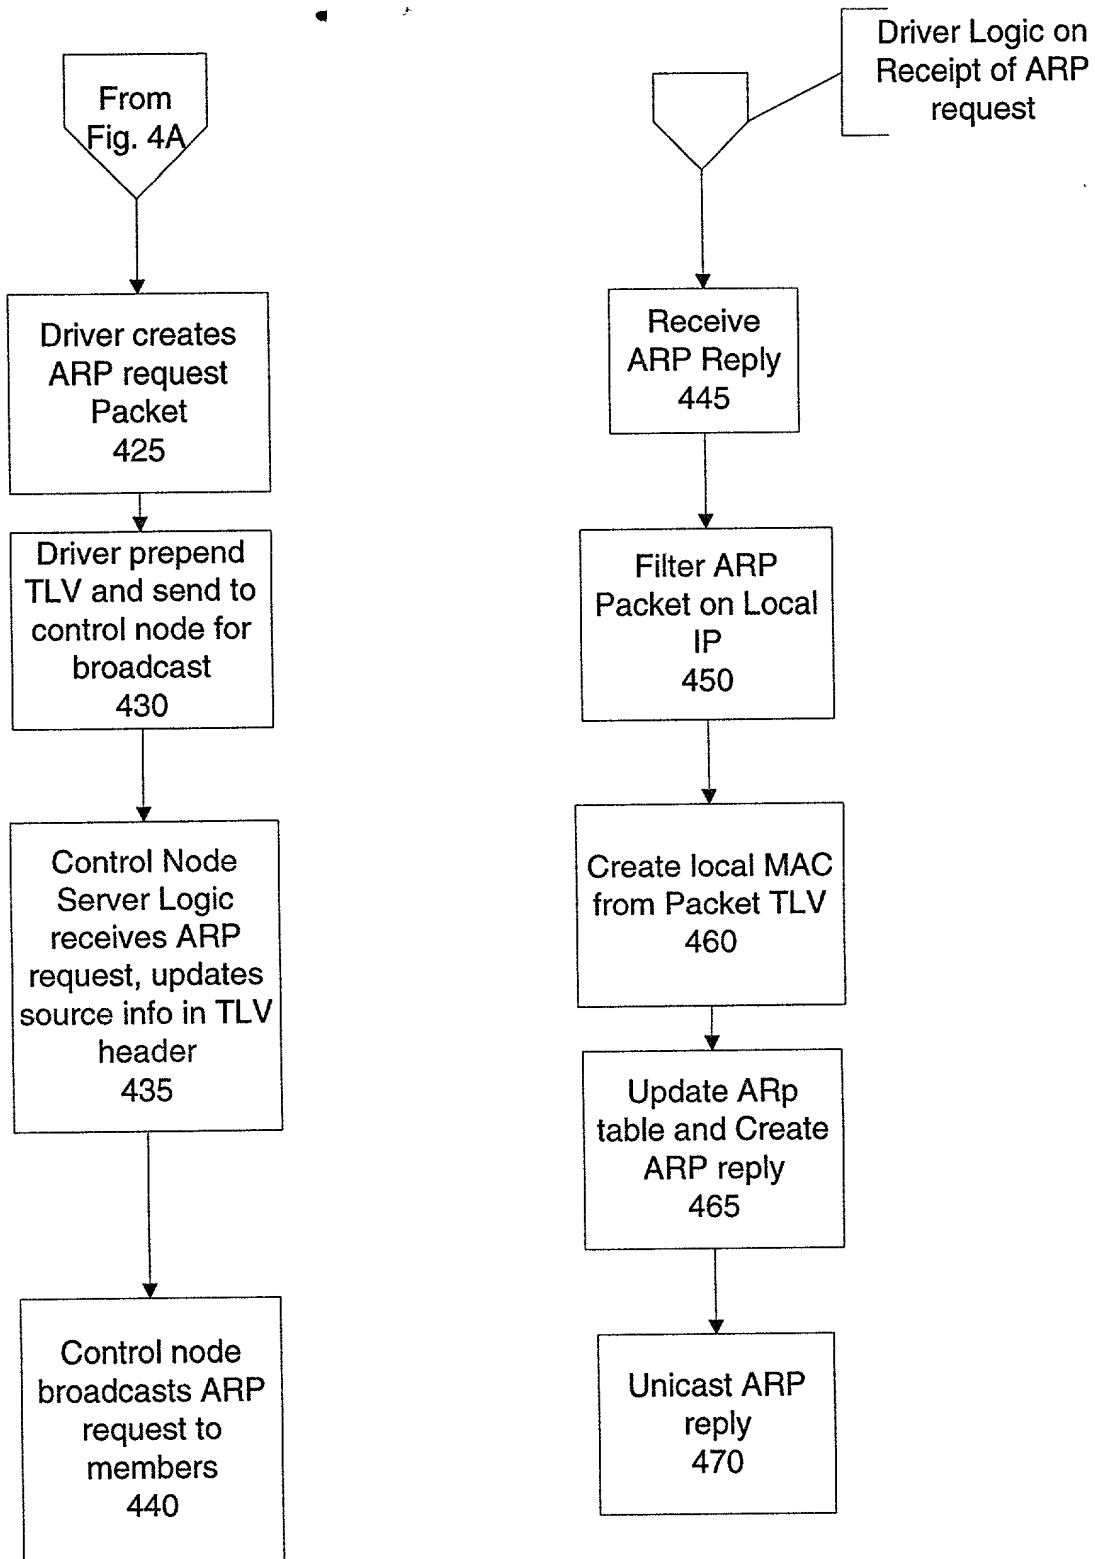 From
Fig. 4A
Driver creates
ARP request
Packet
425
Driver prepend
TLV and send to
control node for
broadcast
430
Control Node
Server Logic
receives ARP
request, updates
source info in TLV
header
435
Control node
broadcasts ARP
request to
members
440
Driver Logic on
Receipt of ARP
request
Receive
ARP Reply
445
Filter ARP
Packet on Local
IP
450
Create local MAC
from Packet TLV
460
Update ARp
table and Create
ARP reply
465
Unicast ARP
reply
470